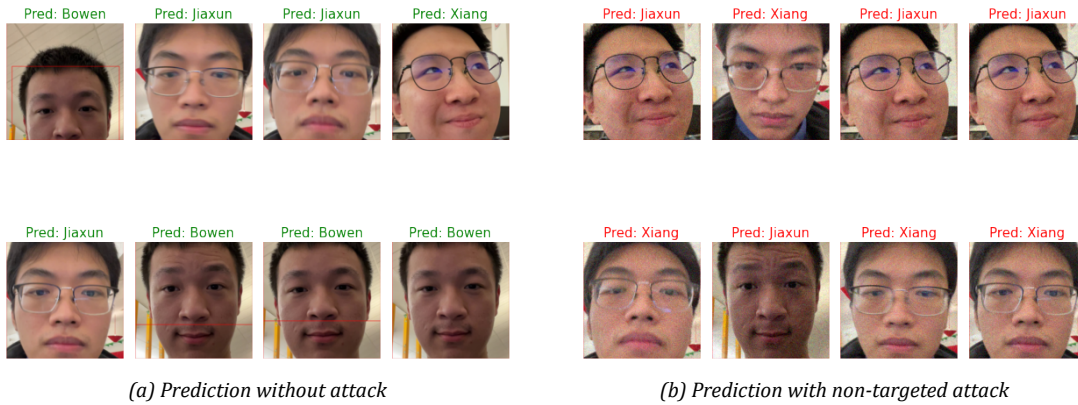 Pred: Bowen Pred: Jiaxun Pred: Jiaxun Pred: Xiang
Pred: Jiaxun Pred: Xiang Pred: Jiaxun Pred: Jiaxun
Pred: Jiaxun Pred: Bowen Pred: Bowen Pred: Bowen
Pred: Xiang Pred: Jiaxun Pred: Xiang Pred: Xiang
(a) Prediction without attack
(b) Prediction with non-targeted attack